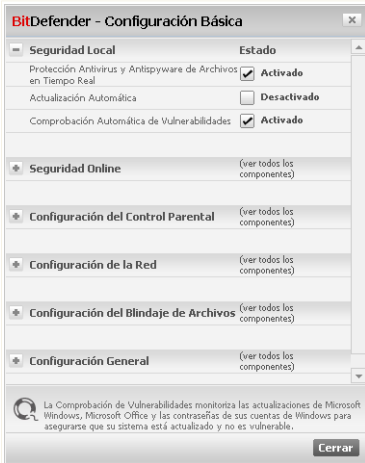 BitDefender - Configuración Básica
Seguridad Local Estado
Protección Antivirus y Antispyware de Archivos en Tiempo Real Activado
Actualización Automática Desactivado
Comprobación Automática de Vulnerabilidades Activado
Seguridad Online (ver todos los componentes)
Configuración del Control Parental (ver todos los componentes)
Configuración de la Red (ver todos los componentes)
Configuración del Blindaje de Archivos (ver todos los componentes)
Configuración General (ver todos los componentes)
La Comprobación de Vulnerabilidades monitoriza las actualizaciones de Microsoft
Windows, Microsoft Office y las contraseñas de sus cuentas de Windows para
asegurarse que su sistema está actualizado y no es vulnerable.
Cerrar